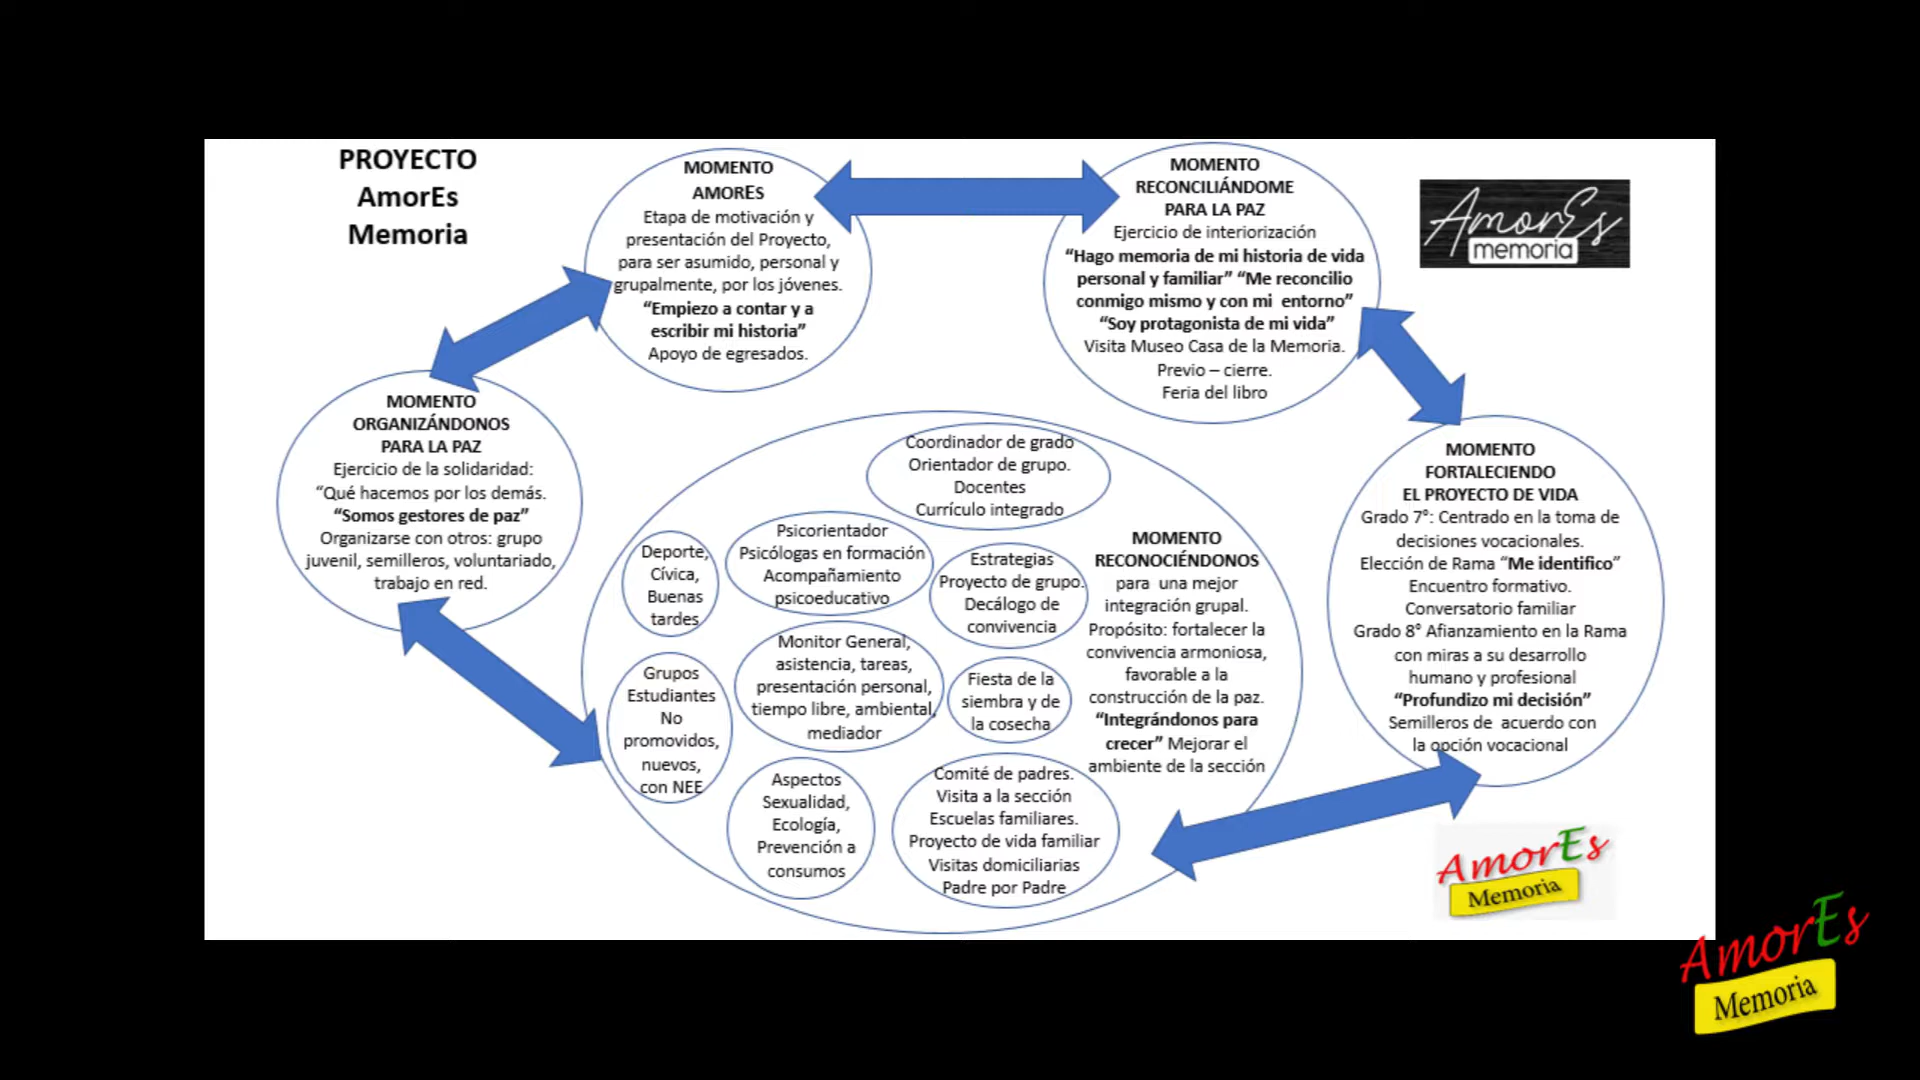 PROYECTO
AmorEs
Memoria
MOMENTO
AMORES
Etapa de motivación y
presentación del Proyecto,
para ser asumido, personal y
grupalmente, por los jóvenes.
“Empiezo a contar y a
escribir mi historia”
Apoyo de egresados.
MOMENTO
RECONCILIÁNDOME
PARA LA PAZ
Ejercicio de interiorización
“Hago memoria de mi historia de vida
personal y familiar” “Me reconcilio
conmigo mismo y con mi entorno”
“Soy protagonista de mi vida”
Visita Museo Casa de la Memoria.
Previo – cierre.
Feria del libro
AmorEs
memoria
MOMENTO
ORGANIZÁNDONOS
PARA LA PAZ
Ejercicio de la solidaridad:
“Qué hacemos por los demás.
“Somos gestores de paz”
Organizarse con otros: grupo
juvenil, semilleros, voluntariado,
trabajo en red.
Coordinador de grado
Orientador de grupo.
Docentes
Currículo integrado
Deporte,
Cívica,
Buenas
tardes
Psicorientador
Psicólogas en formación
Acompañamiento
psicoeducativo
Estrategias
Proyecto de grupo.
Decálogo de
convivencia
Grupos
Estudiantes
No
promovidos,
nuevos,
con NEE
Monitor General,
asistencia, tareas,
presentación personal,
tiempo libre, ambiental,
mediador
Fiesta de la
siembra y de
la cosecha
Aspectos
Sexualidad,
Ecología,
Prevención a
consumos
Comité de padres.
Visita a la sección
Escuelas familiares.
Proyecto de vida familiar
Visitas domiciliarias
Padre por Padre
MOMENTO
RECONOCIÉNDONOS
para una mejor
integración grupal.
Propósito: fortalecer la
convivencia armoniosa,
favorable a la
construcción de la paz.
“Integrándonos para
crecer” Mejorar el
ambiente de la sección
MOMENTO
FORTALECIENDO
EL PROYECTO DE VIDA
Grado 7°: Centrado en la toma de
decisiones vocacionales.
Elección de Rama “Me identifico”
Encuentro formativo.
Conversatorio familiar
Grado 8° Afianzamiento en la Rama
con miras a su desarrollo
humano y profesional
“Profundizo mi decisión”
Semilleros de acuerdo con
la opción vocacional
AmorEs
Memoria
AmorEs
Memoria